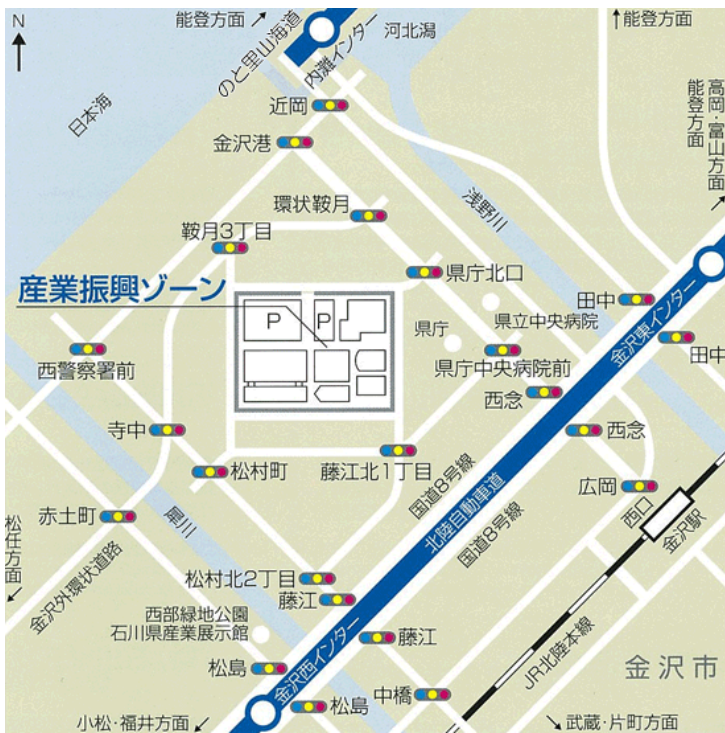 N
能登方面
のと里山海道
内灘インター
河北潟
能登方面
高岡・富山方面
能登方面
日本海
近岡
金沢港
環状鞍月
浅野川
鞍月3丁目
県庁北口
産業振興ゾーン
P
P
田中
県立中央病院
金沢東インター
県庁
田中
西警察署前
県庁中央病院前
西念
西念
寺中
松村町
藤江北1丁目
国道8号線
北陸自動車道
国道8号線
広岡
西口
金沢駅
赤土町
犀川
松任方面
金沢外環状道路
松村北2丁目
藤江
西部緑地公園
石川県産業展示館
金沢西インター
藤江
JR北陸本線
松島
金沢市
松島
中橋
小松・福井方面
武蔵・片町方面